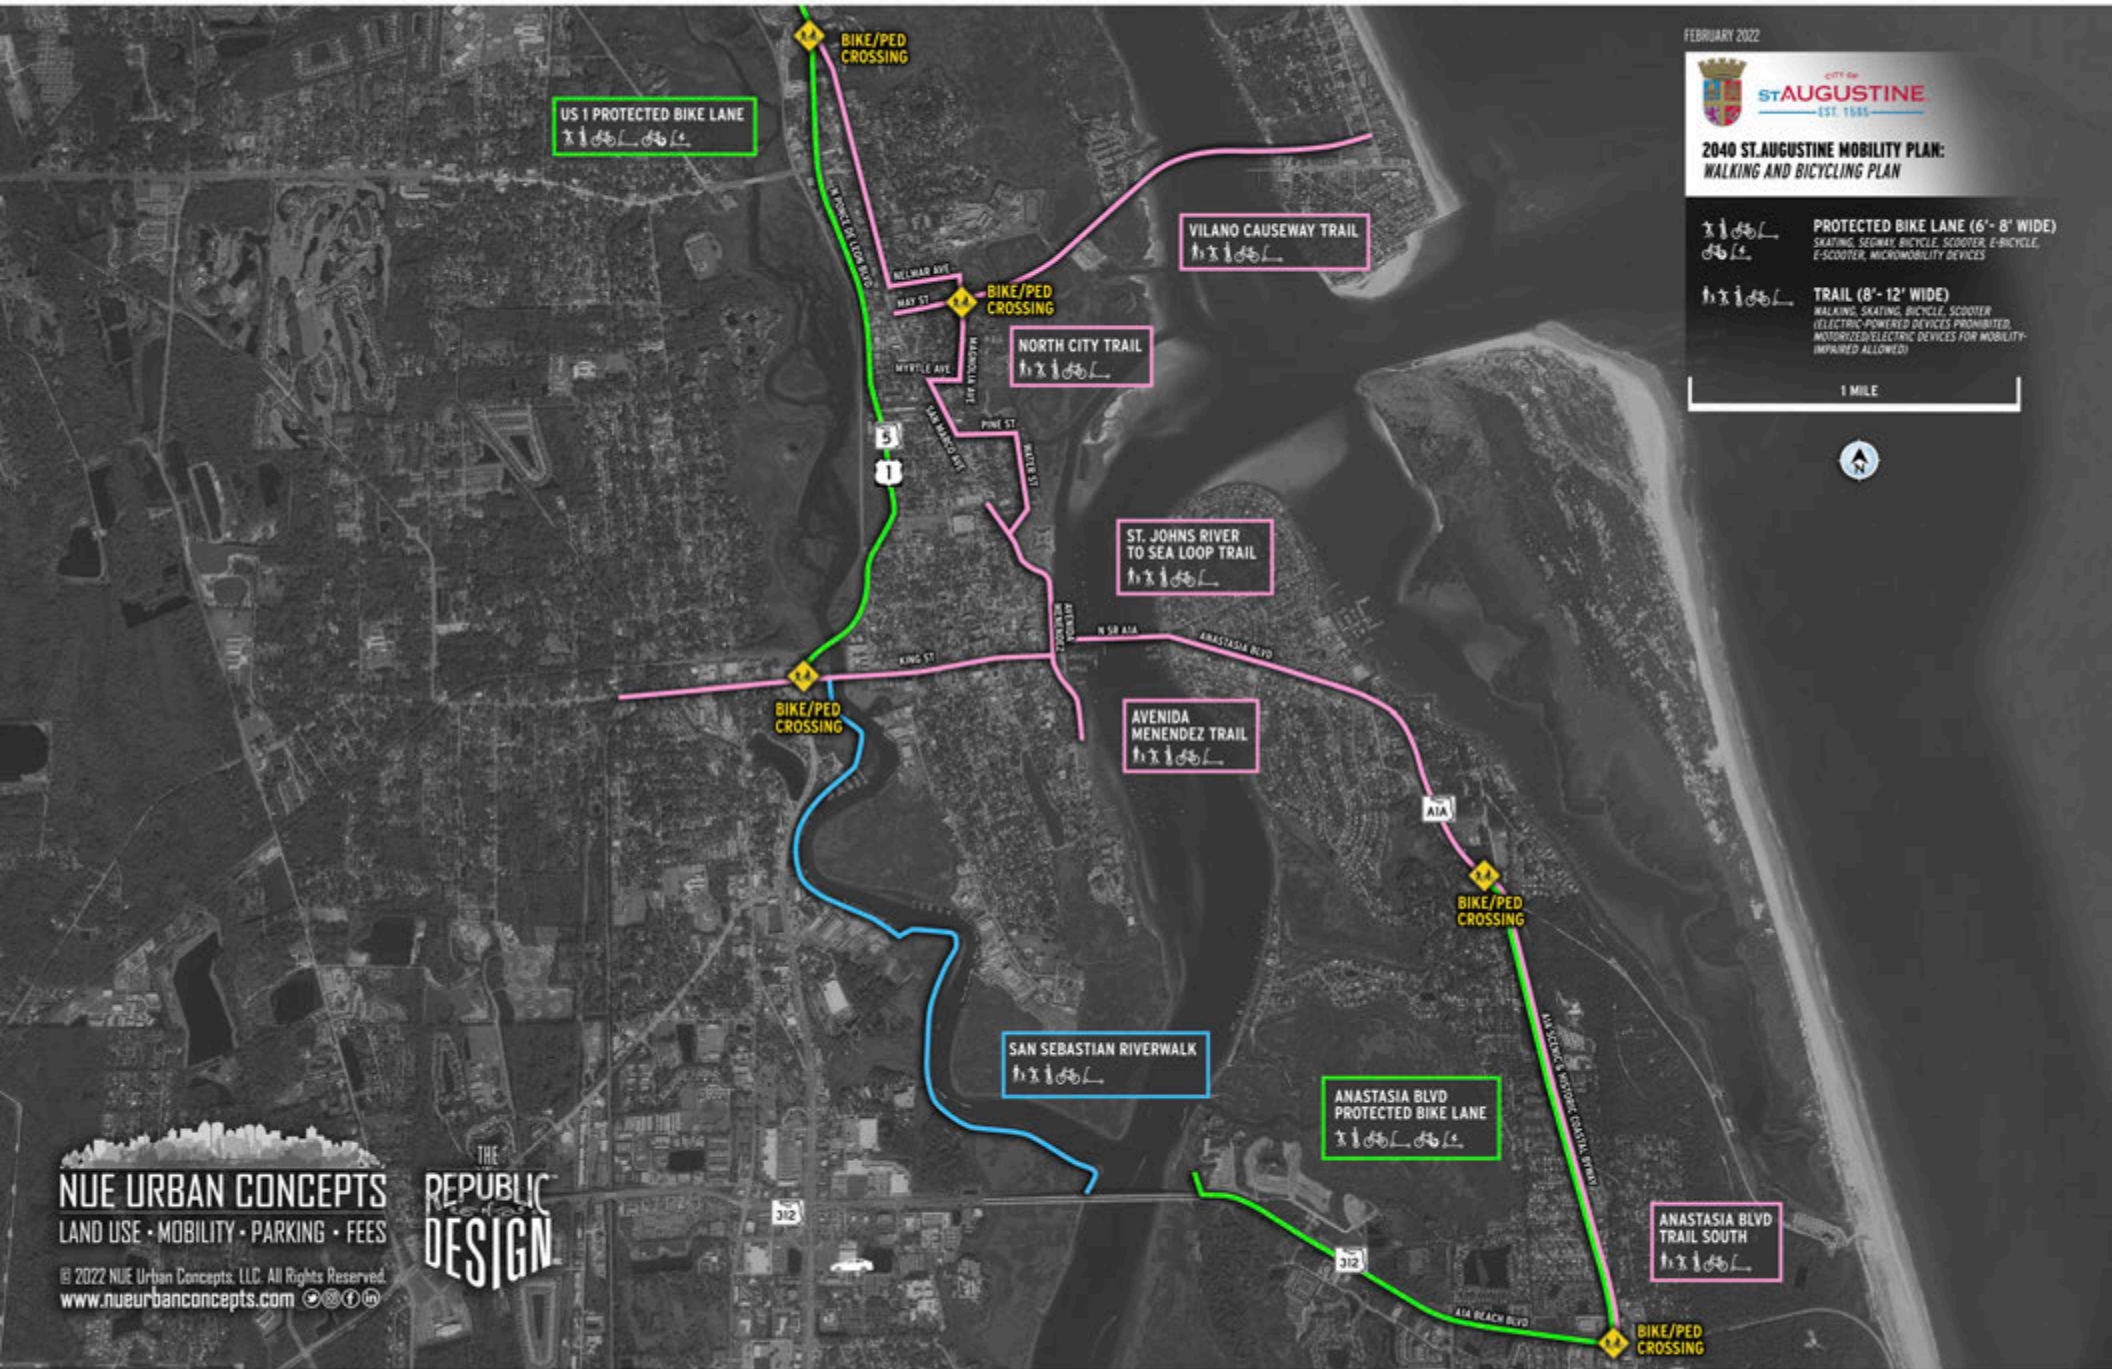 FEBRUARY 2022
CITY OF
STAUGUSTINE
EST. 1565
2040 ST.AUGUSTINE MOBILITY PLAN:
WALKING AND BICYCLING PLAN
PROTECTED BIKE LANE (6'- 8' WIDE)
SKATING, SEGWAY, BICYCLE, SCOOTER, E-BICYCLE,
E-SCOOTER, MICROMOBILITY DEVICES
TRAIL (8'- 12' WIDE)
WALKING, SKATING, BICYCLE, SCOOTER
(ELECTRIC-POWERED DEVICES PROHIBITED,
MOTORIZED/ELECTRIC DEVICES FOR MOBILITY-
IMPAIRED ALLOWED)
1 MILE
N
BIKE/PED
CROSSING
US 1 PROTECTED BIKE LANE
N PONCE DE LEON BLVD
VILANO CAUSEWAY TRAIL
NELMAR AVE
MAY ST
BIKE/PED
CROSSING
NORTH CITY TRAIL
MYRTLE AVE
MAGNOLIA AVE
SAN MARCO AVE
PINE ST
WATER ST
5
1
ST. JOHNS RIVER
TO SEA LOOP TRAIL
AVENIDA
MENENDEZ
N SR A1A
ANASTASIA BLVD
KING ST
BIKE/PED
CROSSING
AVENIDA
MENENDEZ TRAIL
A1A
BIKE/PED
CROSSING
A1A SCENIC & HISTORIC COASTAL BYWAY
SAN SEBASTIAN RIVERWALK
ANASTASIA BLVD
PROTECTED BIKE LANE
312
312
A1A BEACH BLVD
ANASTASIA BLVD
TRAIL SOUTH
BIKE/PED
CROSSING
NUE URBAN CONCEPTS
LAND USE • MOBILITY • PARKING • FEES
© 2022 NUE Urban Concepts, LLC. All Rights Reserved.
www.nueurbanconcepts.com
THE
REPUBLIC
of
DESIGN